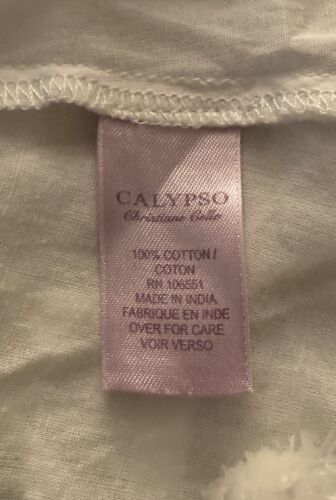 CALYPSO
Christiane Celle
100% COTTON/
COTON
RN 106551
MADE IN INDIA
FABRIQUE EN INDE
OVER FOR CARE
VOIR VERSO